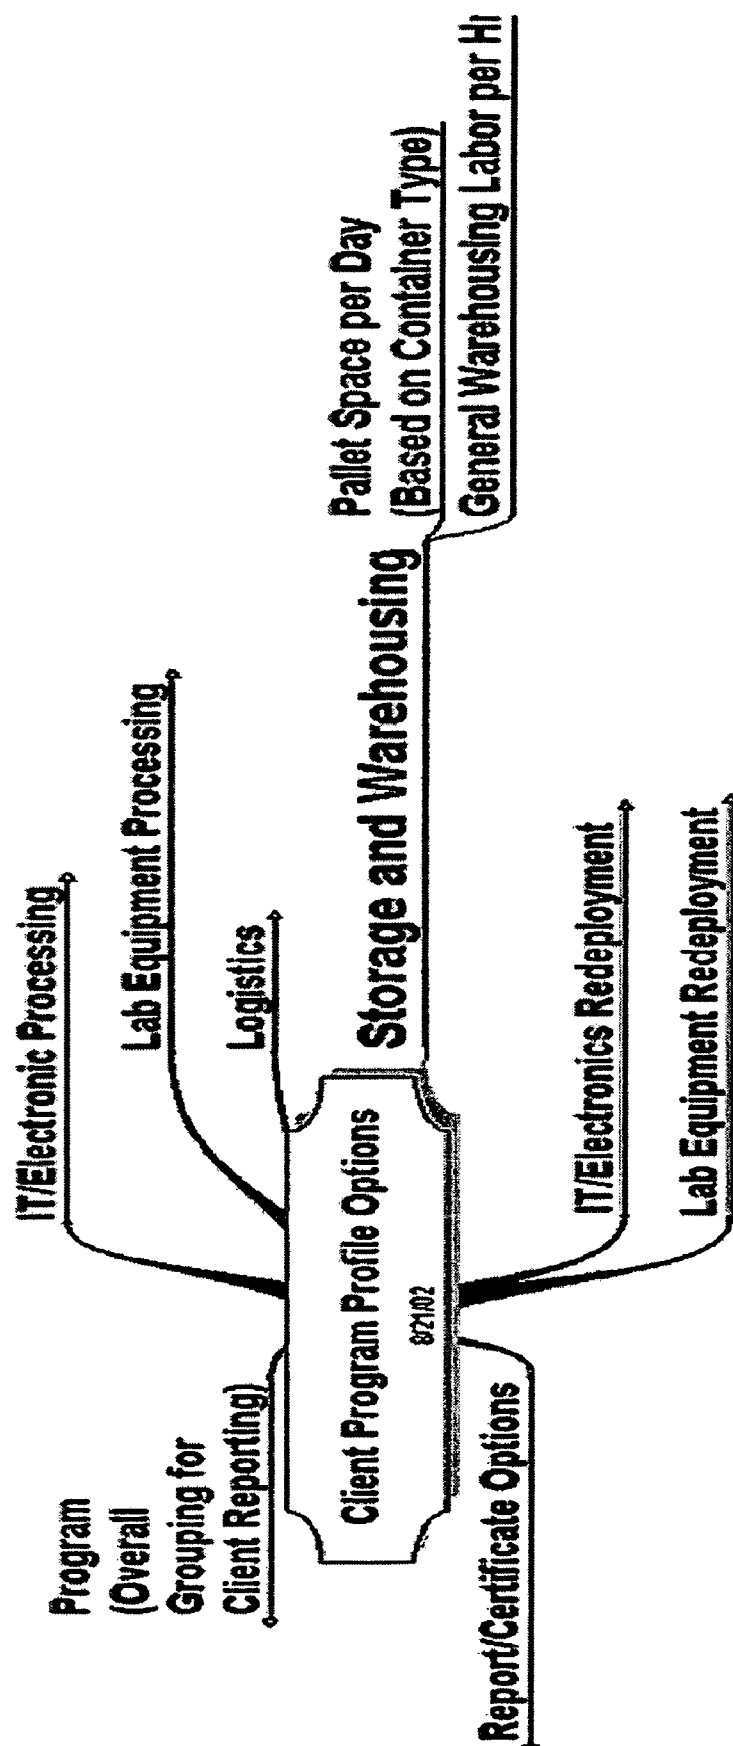 Program
(Overall
Grouping for
Client Reporting)
IT/Electronic Processing
Lab Equipment Processing
Logistics
Client Program Profile Options
8/21/02
Storage and Warehousing
Pallet Space per Day
(Based on Container Type)
General Warehousing Labor per
Report/Certificate Options
IT/Electronics Redeployment
Lab Equipment Redeployment